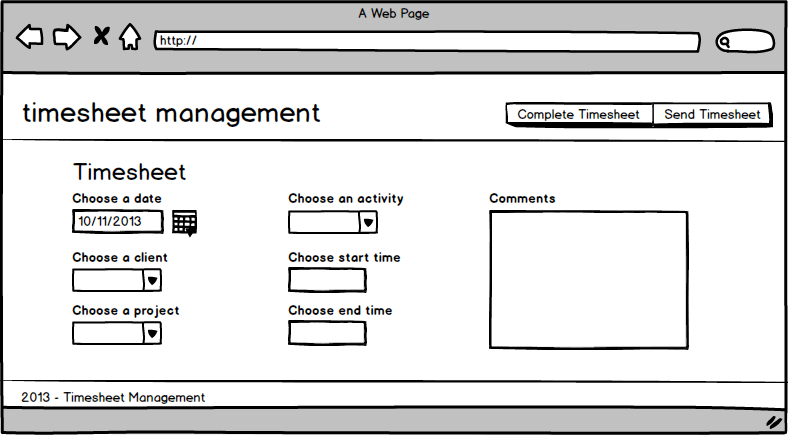 A Web Page
http://
timesheet management
Complete Timesheet
Send Timesheet
Timesheet
Choose a date
10/11/2013
Choose a client
Choose a project
Choose an activity
Choose start time
Choose end time
Comments
2013 - Timesheet Management